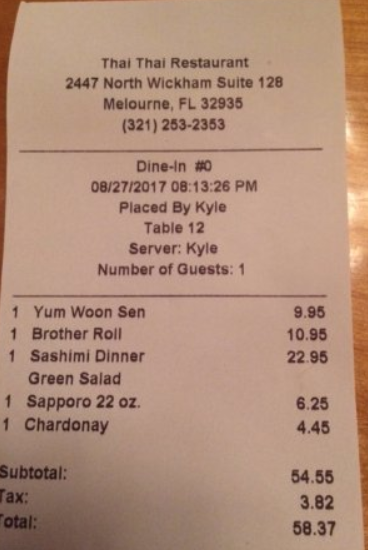 Thai Thai Restaurant
2447 North Wickham Suite 128
Melourne, FL 32935
(321) 253-2353
Dine-In #0
08/27/2017 08:13:26 PM
Placed By Kyle
Table 12
Server: Kyle
Number of Guests: 1
1 Yum Woon Sen 9.95
1 Brother Roll 10.95
1 Sashimi Dinner 22.95
Green Salad
1 Sapporo 22 oz. 6.25
1 Chardonay 4.45
Subtotal: 54.55
Tax: 3.82
Total: 58.37